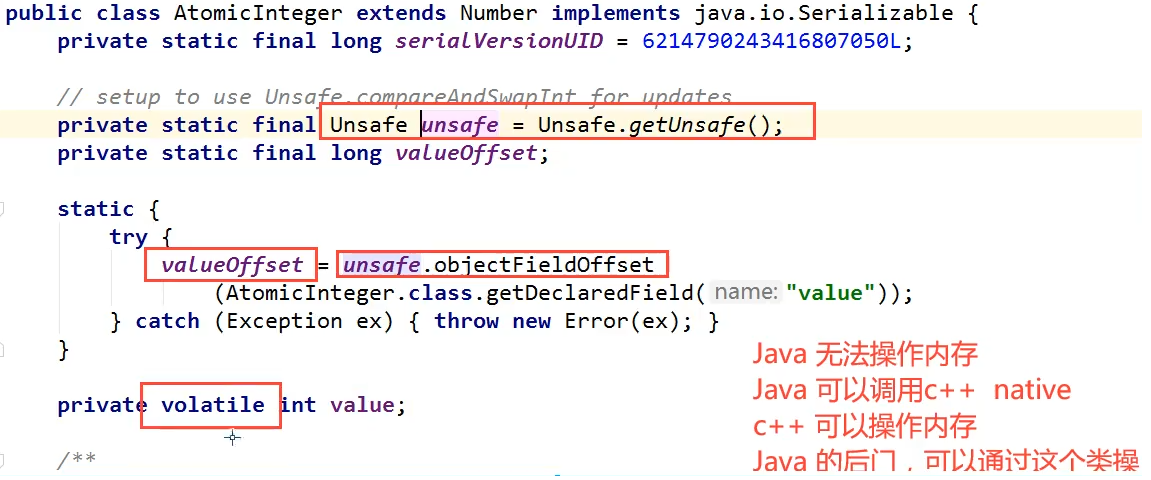 public class AtomicInteger extends Number implements java.io.Serializable {
private static final long serialVersionUID = 6214790243416807050L;
// setup to use Unsafe.compareAndSwapInt for updates
private static final Unsafe unsafe = Unsafe.getUnsafe();
private static final long valueOffset;
static {
try {
valueOffset = unsafe.objectFieldOffset
(AtomicInteger.class.getDeclaredField( name: "value"));
} catch (Exception ex) { throw new Error(ex); }
}
Java 无法操作内存
Java 可以调用c++ native
private volatile int value;
c++ 可以操作内存
Java 的后门，可以通过这个类操
/**